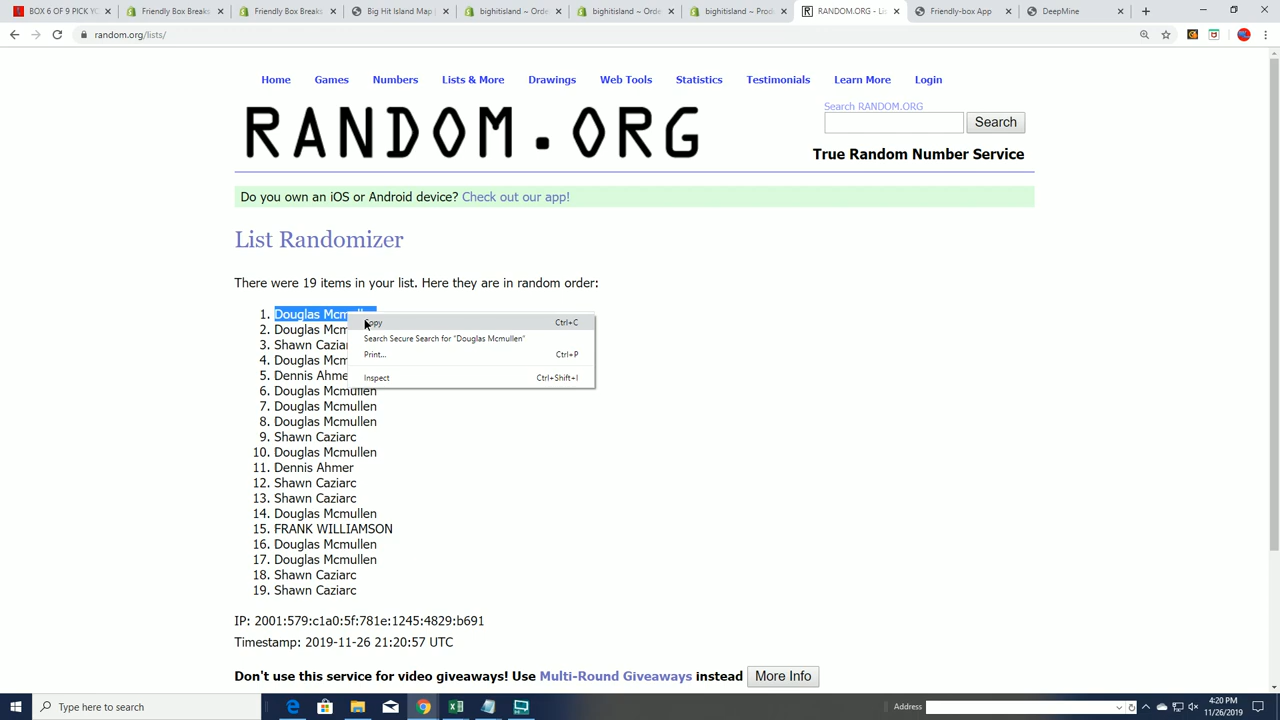 BOX 6 OF 9 PICK YO
Friendly Box Breaks
Friendly Box Breaks
Big Hit Island Map
bighitisland ~ Orde
bighitisland ~ Orde
bighitisland ~ Prod
RANDOM.ORG - Lis
Friendly-box App
DeepMine
random.org/lists/
Home Games Numbers Lists & More Drawings Web Tools Statistics Testimonials Learn More Login
RANDOM.ORG
Search RANDOM.ORG
Search
True Random Number Service
Do you own an iOS or Android device? Check out our app!
List Randomizer
There were 19 items in your list. Here they are in random order:
1. Douglas Mcmullen
2. Douglas Mcm
3. Shawn Caziar
4. Douglas Mcm
5. Dennis Ahme
6. Douglas Mcmullen
7. Douglas Mcmullen
8. Douglas Mcmullen
9. Shawn Caziarc
10. Douglas Mcmullen
11. Dennis Ahmer
12. Shawn Caziarc
13. Shawn Caziarc
14. Douglas Mcmullen
15. FRANK WILLIAMSON
16. Douglas Mcmullen
17. Douglas Mcmullen
18. Shawn Caziarc
19. Shawn Caziarc
Copy Ctrl+C
Search Secure Search for "Douglas Mcmullen"
Print... Ctrl+P
Inspect Ctrl+Shift+I
IP: 2001:579:c1a0:5f:781e:1245:4829:b691
Timestamp: 2019-11-26 21:20:57 UTC
Don't use this service for video giveaways! Use Multi-Round Giveaways instead More Info
Type here to search
Address
4:20 PM
11/26/2019